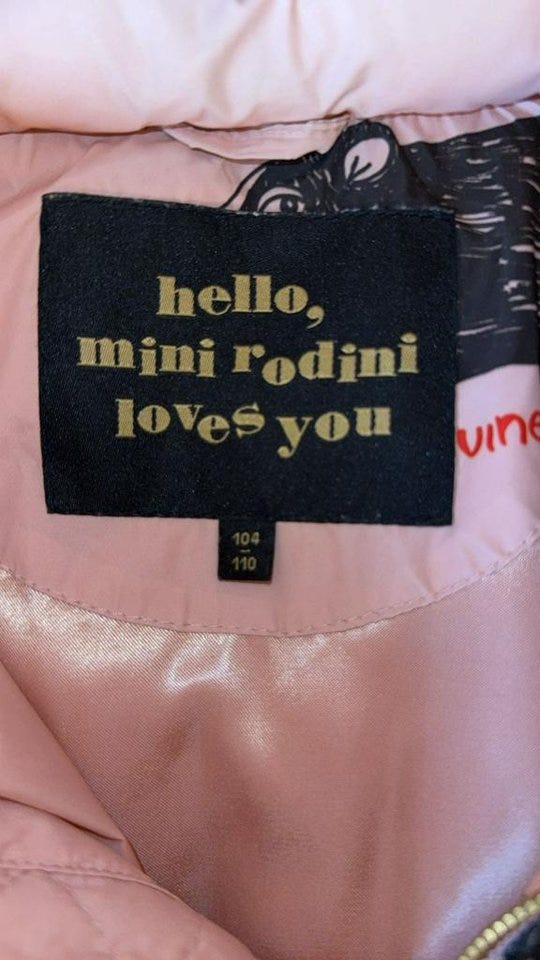 hello,
mini rodini
loves you
104
110